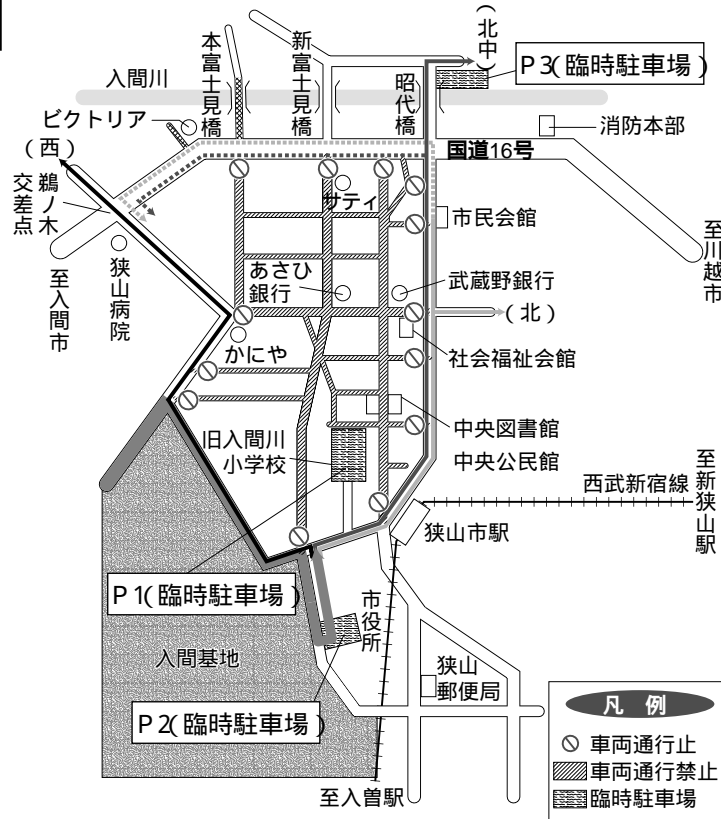 (北中)
P3(臨時駐車場)
本富士見橋
新富士見橋
昭代橋
入間川
ビクトリア
消防本部
(西)
国道16号
鵜ノ木
交差点
サティ
市民会館
至川越市
狭山病院
至入間市
あさひ
銀行
武蔵野銀行
(北)
かにや
社会福祉会館
中央図書館
旧入間川
小学校
中央公民館
西武新宿線
至新狭山駅
狭山市駅
P1(臨時駐車場)
市役所
入間基地
狭山
郵便局
P2(臨時駐車場)
至入曽駅
凡例
車両通行止
車両通行禁止
臨時駐車場